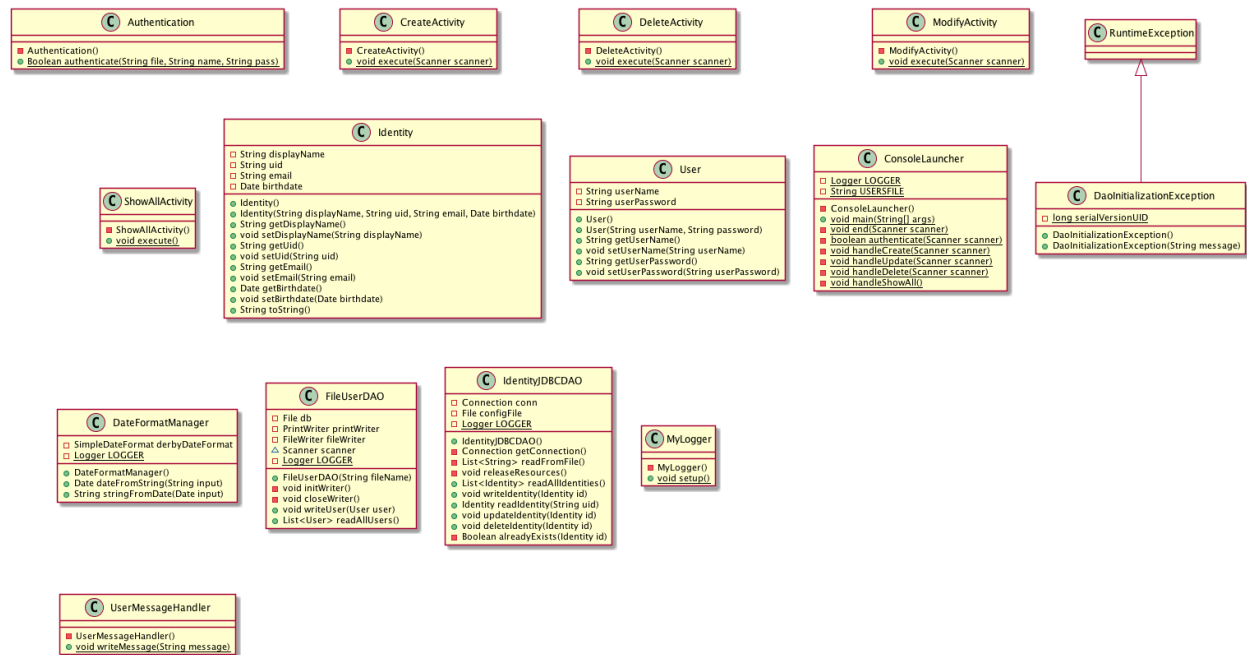 C Authentication
Authentication()
Boolean authenticate(String file, String name, String pass)
C CreateActivity
CreateActivity()
void execute(Scanner scanner)
C DeleteActivity
DeleteActivity()
void execute(Scanner scanner)
C ModifyActivity
ModifyActivity()
void execute(Scanner scanner)
C RuntimeException
C ShowAllActivity
ShowAllActivity()
void execute()
C Identity
String displayName
String uid
String email
Date birthdate
Identity()
Identity(String displayName, String uid, String email, Date birthdate)
String getDisplayName()
void setDisplayName(String displayName)
String getUid()
void setUid(String uid)
String getEmail()
void setEmail(String email)
Date getBirthdate()
void setBirthdate(Date birthdate)
String toString()
C User
String userName
String userPassword
User()
User(String userName, String password)
String getUserName()
void setUserName(String userName)
String getUserPassword()
void setUserPassword(String userPassword)
C ConsoleLauncher
Logger LOGGER
String USERSFILE
ConsoleLauncher()
void main(String[] args)
void end(Scanner scanner)
boolean authenticate(Scanner scanner)
void handleCreate(Scanner scanner)
void handleUpdate(Scanner scanner)
void handleDelete(Scanner scanner)
void handleShowAll()
C DaoInitializationException
long serialVersionUID
DaoInitializationException()
DaoInitializationException(String message)
C DateFormatManager
SimpleDateFormat derbyDateFormat
Logger LOGGER
DateFormatManager()
Date dateFromString(String input)
String stringFromDate(Date input)
C FileUserDAO
File db
PrintWriter printWriter
FileWriter fileWriter
Scanner scanner
Logger LOGGER
FileUserDAO(String fileName)
void initWriter()
void closeWriter()
void writeUser(User user)
List<User> readAllUsers()
C IdentityJDBCDAO
Connection conn
File configFile
Logger LOGGER
IdentityJDBCDAO()
Connection getConnection()
List<String> readFromFile()
void releaseResources()
List<Identity> readAllIdentities()
void writeIdentity(Identity id)
Identity readIdentity(String uid)
void updateIdentity(Identity id)
void deleteIdentity(Identity id)
Boolean alreadyExists(Identity id)
C MyLogger
MyLogger()
void setup()
C UserMessageHandler
UserMessageHandler()
void writeMessage(String message)